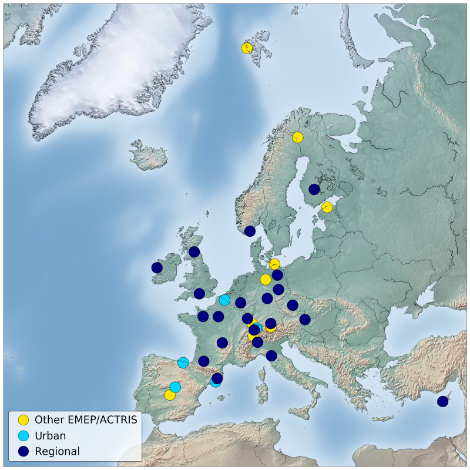 Other EMEP/ACTRIS
Urban
Regional